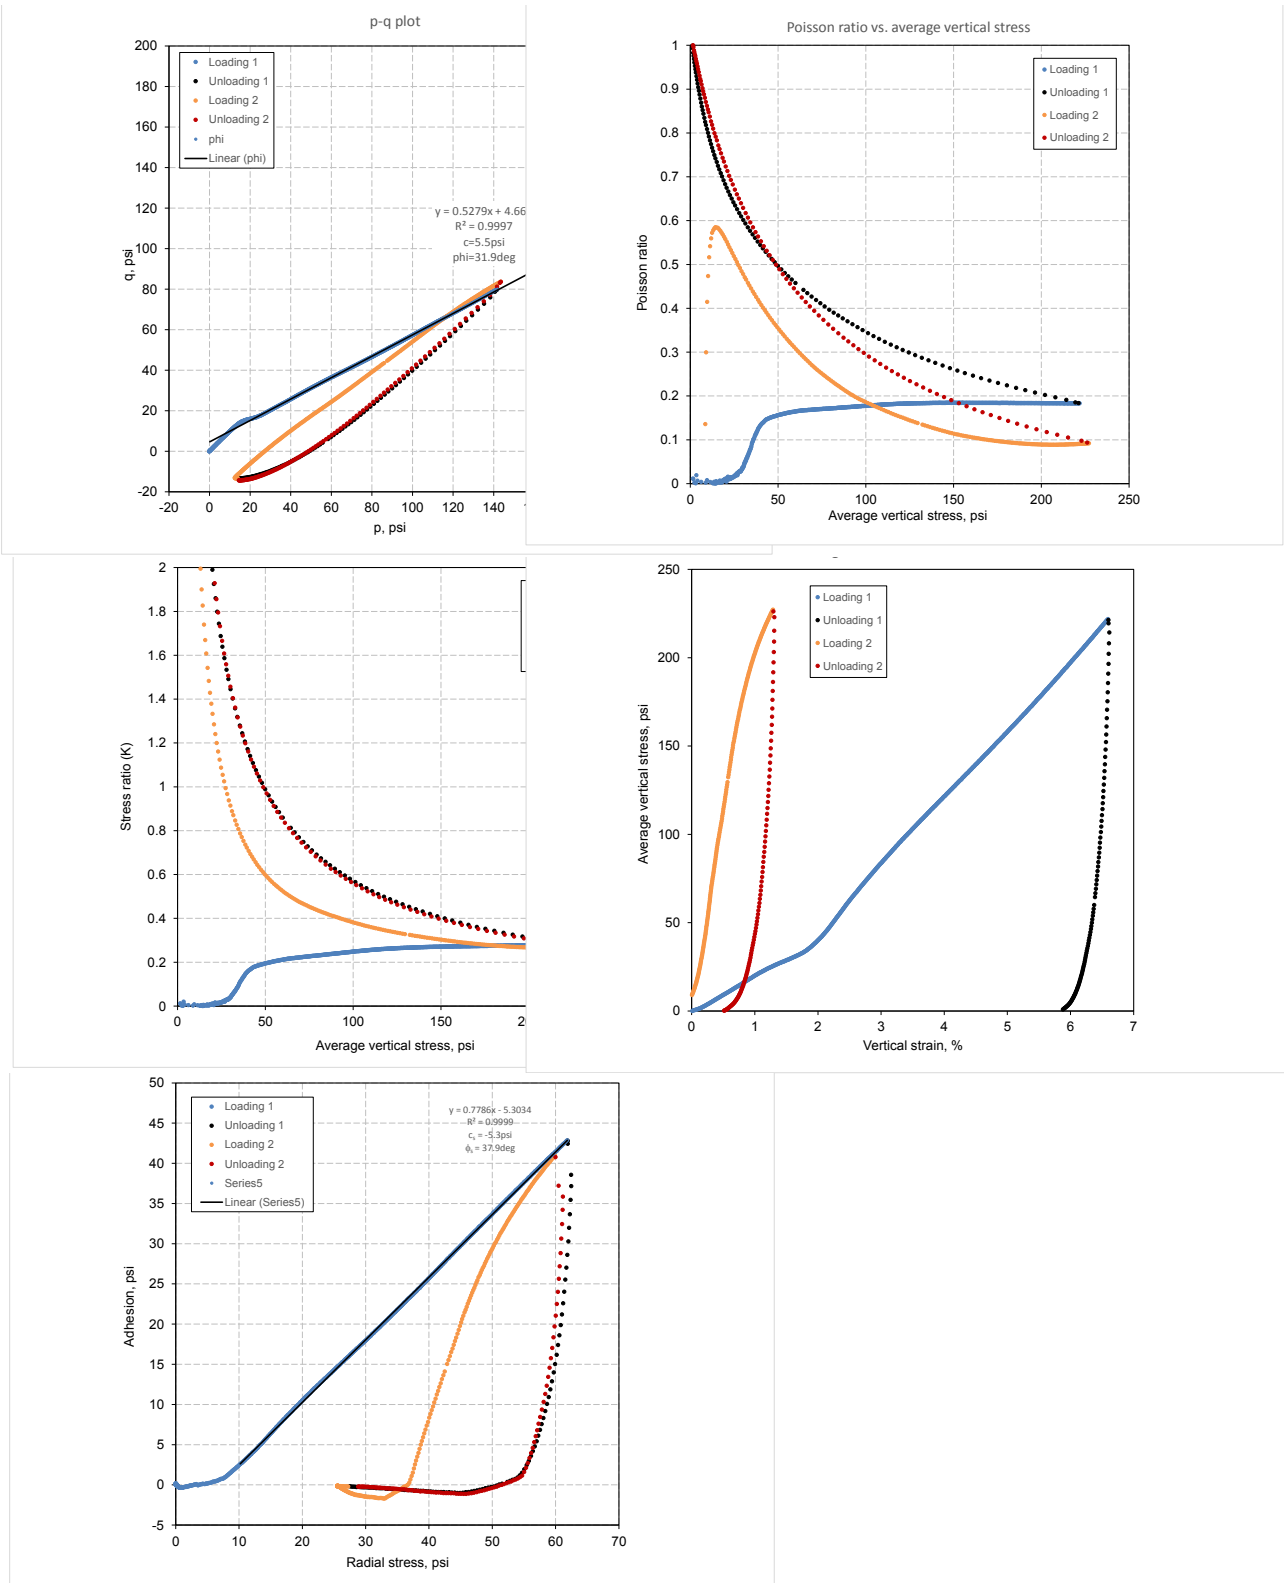 p-q plot
200
180
160
140
120
100
80
60
40
20
0
-20
q, psi
Loading 1
Unloading 1
Loading 2
Unloading 2
phi
Linear (phi)
y = 0.5279x + 4.66
R² = 0.9997
c=5.5psi
phi=31.9deg
-20 0 20 40 60 80 100 120 140
p, psi
Poisson ratio vs. average vertical stress
1
0.9
0.8
0.7
0.6
0.5
0.4
0.3
0.2
0.1
0
Poisson ratio
Loading 1
Unloading 1
Loading 2
Unloading 2
0 50 100 150 200 250
Average vertical stress, psi
2
1.8
1.6
1.4
1.2
1
0.8
0.6
0.4
0.2
0
Stress ratio (K)
0 50 100 150
Average vertical stress, psi
250
200
150
100
50
0
Average vertical stress, psi
Loading 1
Unloading 1
Loading 2
Unloading 2
0 1 2 3 4 5 6 7
Vertical strain, %
50
45
40
35
30
25
20
15
10
5
0
-5
Adhesion, psi
Loading 1
Unloading 1
Loading 2
Unloading 2
Series5
Linear (Series5)
y = 0.7786x - 5.3034
R² = 0.9999
cₛ = -5.3psi
ϕₛ = 37.9deg
0 10 20 30 40 50 60 70
Radial stress, psi